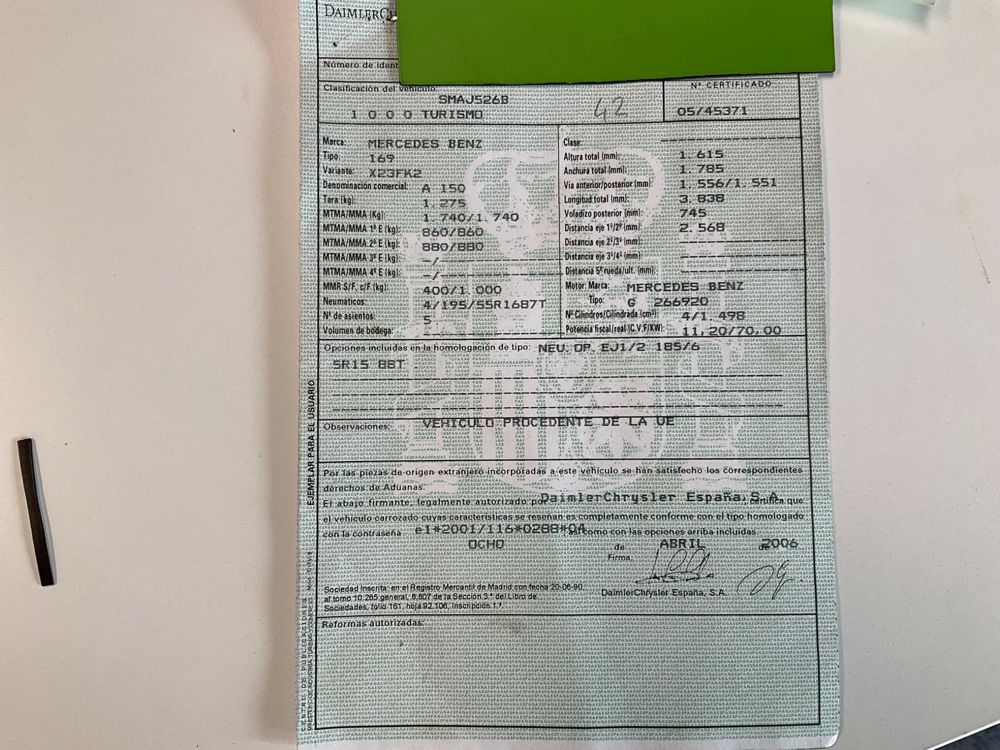 DAIMLERC
Número de ident
Clasificación del vehículo:
SMAJ526B
1 0 0 0 TURISMO
42
Nº CERTIFICADO
05/45371
Marca: MERCEDES BENZ
Tipo: 169
Variante: X23FK2
Denominación comercial: A 150
Tara (kg): 1.275
MTMA/MMA (Kg): 1.740/1.740
MTMA/MMA 1º E (kg): 860/860
MTMA/MMA 2º E (kg): 880/880
MTMA/MMA 3º E (kg): -/
MTMA/MMA 4º E (kg): -/
MMR S/F. c/F (kg): 400/1.000
Neumaticos: 4/195/55R1687T
Nº de asientos: 5
Volumen de bodega:
Clase:
Altura total (mm): 1.615
Anchura total (mm): 1.785
Vía anterior/posterior (mm): 1.556/1.551
Longitud total (mm): 3.838
Voladizo posterior (mm): 745
Distancia eje 1º/2º (mm): 2.568
Distancia eje 2º/3º (mm):
Distancia eje 3º/4º (mm):
Distancia 5ª rueda/ult. (mm):
Motor: Marca: MERCEDES BENZ
Tipo: G 266920
Nº Cilindros/Cilindrada (cm³): 4/1.498
Potencia fiscal/real (C.V.F/KW): 11,20/70,00
Opciones incluidas en la homologación de tipo: NEU.OP.EJ1/2 185/6
5R15 88T
Observaciones: VEHICULO PROCEDENTE DE LA UE
Por las piezas de origen extranjero incorporadas a este vehículo se han satisfecho los correspondientes
derechos de Aduanas.
El abajo firmante, legalmente autorizado por DaimlerChrysler España,S.A. certifica que
el vehículo carrozado cuyas características se reseñan es completamente conforme con el tipo homologado
con la contraseña e1*2001/116*0288*04 así como con las opciones arriba incluidas
OCHO de ABRIL de 2006
Firma.
DaimlerChrysler España, S.A.
Sociedad inscrita en el Registro Mercantil de Madrid con fecha 20-06-90,
al tomo 10.265 general, 8.807 de la Sección 3.ª del Libro de
Sociedades, folio 161, hoja 92.106, inscripción 1.ª
Reformas autorizadas:
EJEMPLAR PARA EL USUARIO